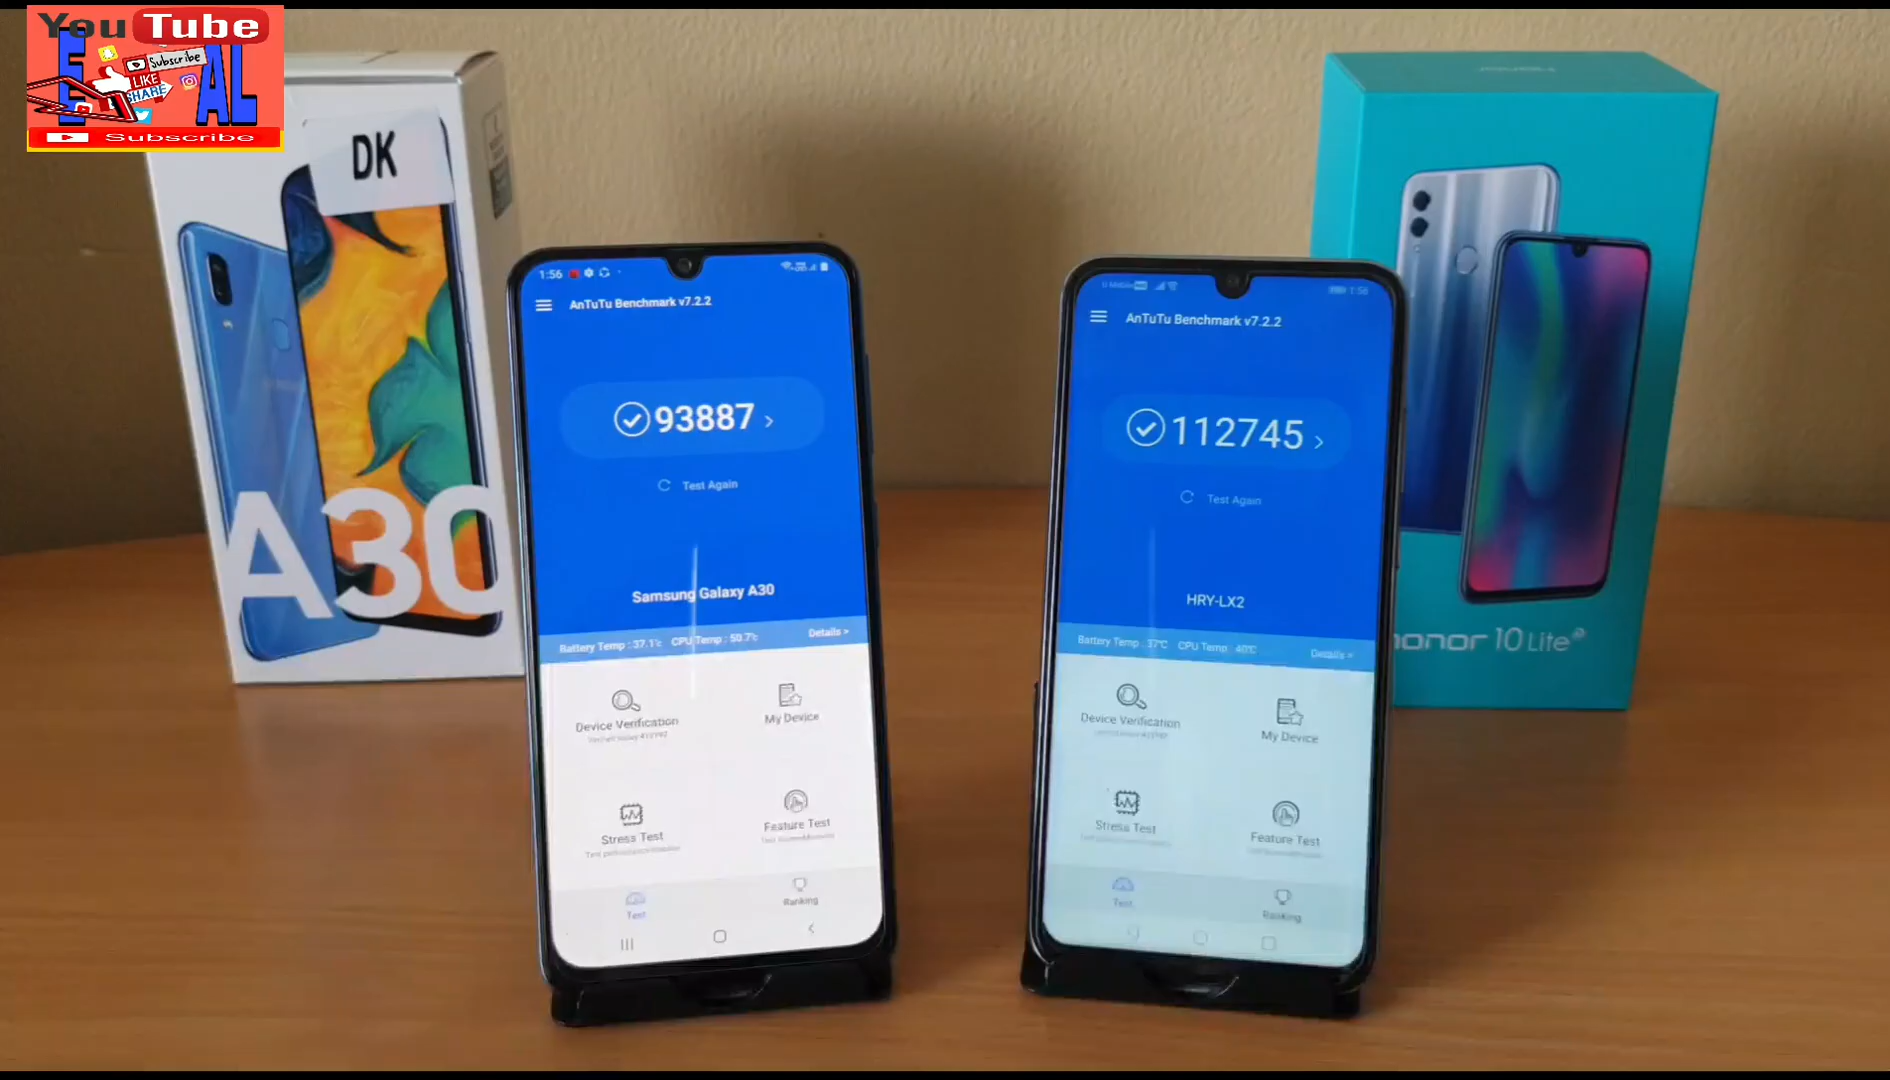 YouTube
E AL
Subscribe
LIKE
SHARE
Subscribe
DK
A30
1:56
AnTuTu Benchmark v7.2.2
93887 >
Test Again
Samsung Galaxy A30
Battery Temp : 37.1℃ CPU Temp : 50.7℃ Details >
Device Verification
My Device
Stress Test
Feature Test
Test
Ranking
U Mobile
1:56
AnTuTu Benchmark v7.2.2
112745 >
Test Again
HRY-LX2
Battery Temp : 37℃ CPU Temp : 40℃ Details >
Device Verification
My Device
Stress Test
Feature Test
Test
Ranking
honor 10 Lite